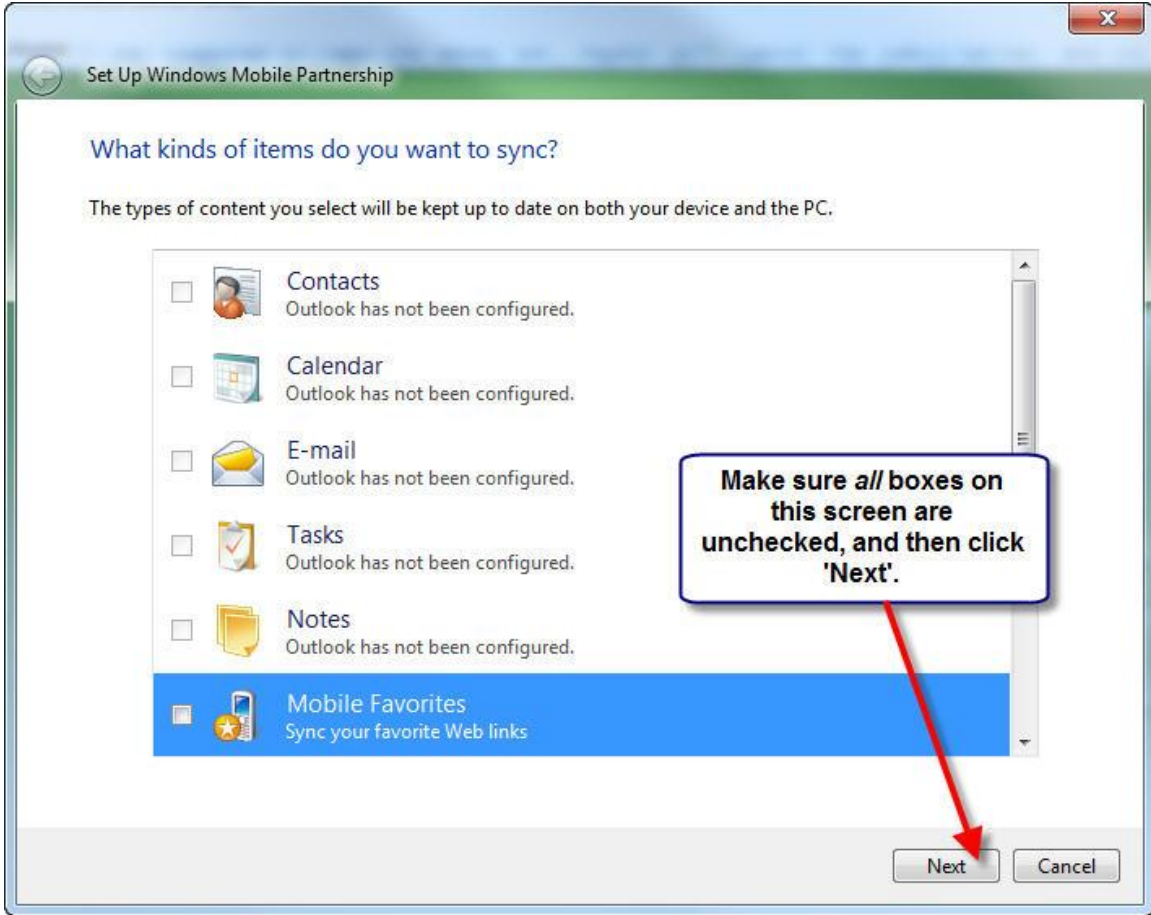 Set Up Windows Mobile Partnership
What kinds of items do you want to sync?
The types of content you select will be kept up to date on both your device and the PC.
Contacts
Outlook has not been configured.
Calendar
Outlook has not been configured.
E-mail
Outlook has not been configured.
Tasks
Outlook has not been configured.
Notes
Outlook has not been configured.
Mobile Favorites
Sync your favorite Web links
Make sure all boxes on
this screen are
unchecked, and then click
'Next'.
Next
Cancel